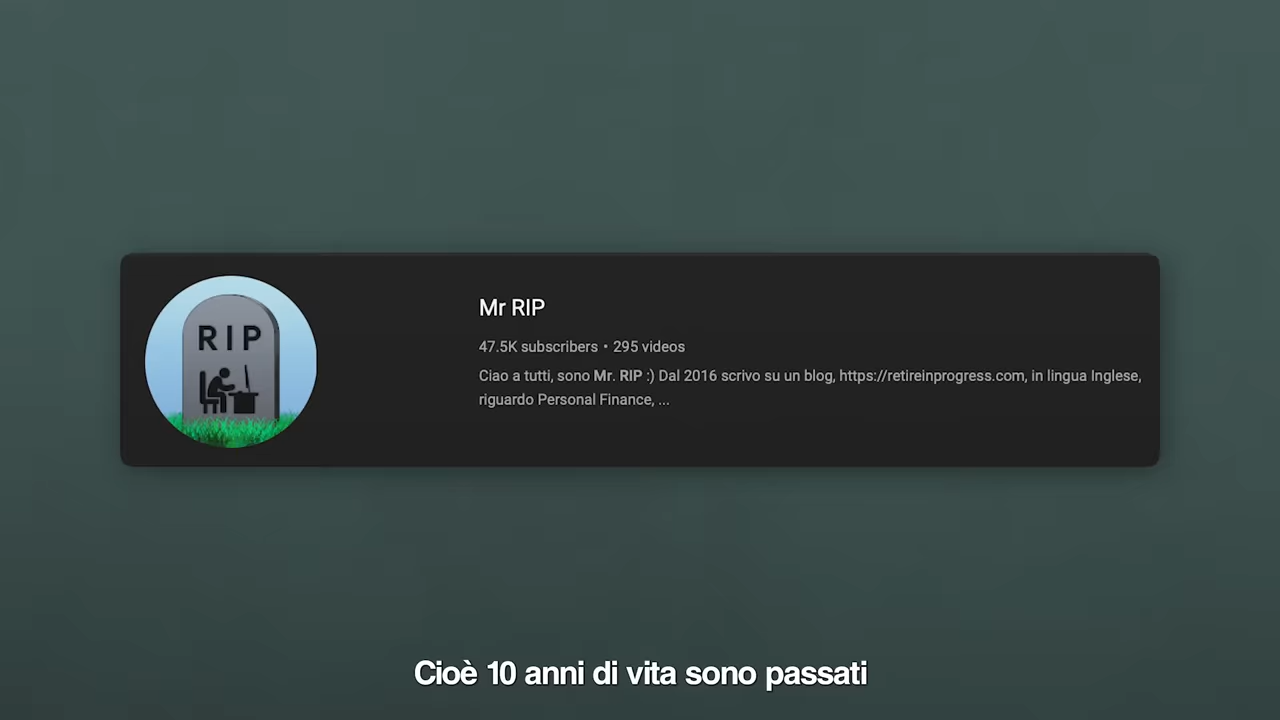 RIP
Mr RIP
47.5K subscribers • 295 videos
Ciao a tutti, sono Mr. RIP :) Dal 2016 scrivo su un blog, https://retireinprogress.com, in lingua Inglese,
riguardo Personal Finance, ...
Cioè 10 anni di vita sono passati